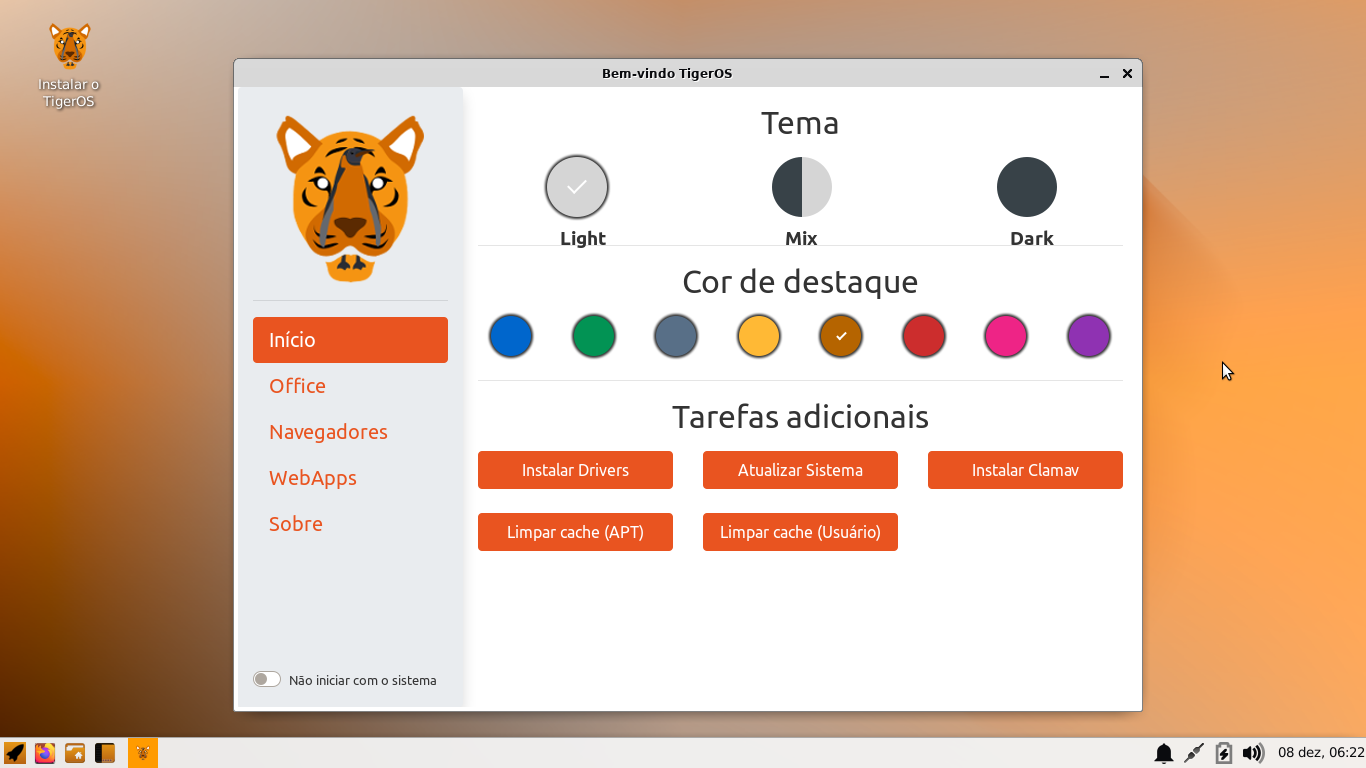 Instalar o
TigerOS
Bem-vindo TigerOS
Tema
Light
Mix
Dark
Cor de destaque
Início
Office
Navegadores
WebApps
Sobre
Tarefas adicionais
Instalar Drivers
Atualizar Sistema
Instalar Clamav
Limpar cache (APT)
Limpar cache (Usuário)
Não iniciar com o sistema
08 dez, 06:22